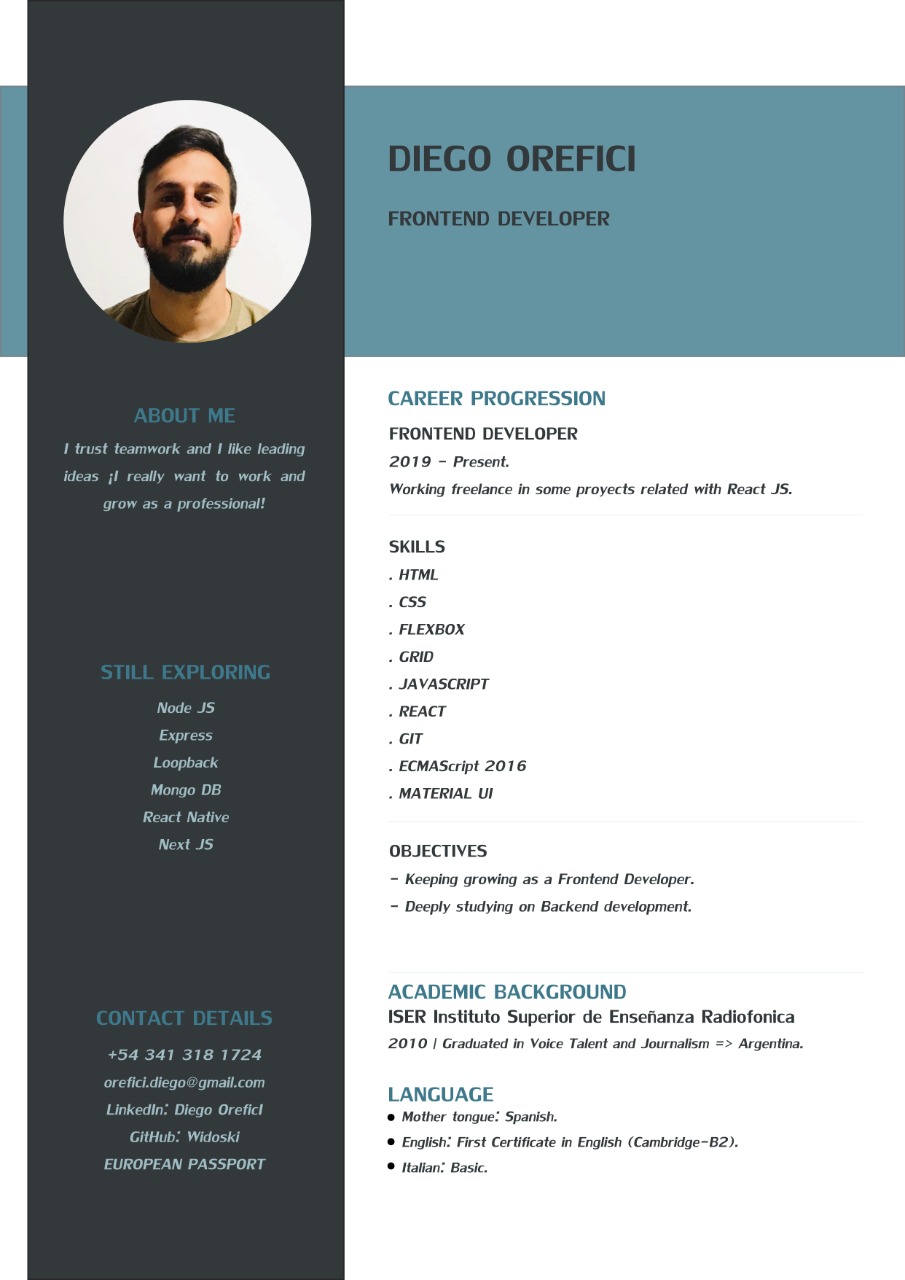 DIEGO OREFICI
FRONTEND DEVELOPER
ABOUT ME
I trust teamwork and I like leading
ideas ¡I really want to work and
grow as a professional!
STILL EXPLORING
Node JS
Express
Loopback
Mongo DB
React Native
Next JS
CONTACT DETAILS
+54 341 318 1724
orefici.diego@gmail.com
LinkedIn: Diego OreficI
GitHub: Widoski
EUROPEAN PASSPORT
CAREER PROGRESSION
FRONTEND DEVELOPER
2019 - Present.
Working freelance in some proyects related with React JS.
SKILLS
. HTML
. CSS
. FLEXBOX
. GRID
. JAVASCRIPT
. REACT
. GIT
. ECMAScript 2016
. MATERIAL UI
OBJECTIVES
- Keeping growing as a Frontend Developer.
- Deeply studying on Backend development.
ACADEMIC BACKGROUND
ISER Instituto Superior de Enseñanza Radiofonica
2010 | Graduated in Voice Talent and Journalism => Argentina.
LANGUAGE
● Mother tongue: Spanish.
● English: First Certificate in English (Cambridge-B2).
● Italian: Basic.